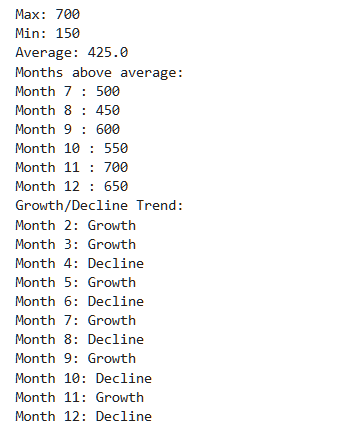 Max: 700
Min: 150
Average: 425.0
Months above average:
Month 7 : 500
Month 8 : 450
Month 9 : 600
Month 10 : 550
Month 11 : 700
Month 12 : 650
Growth/Decline Trend:
Month 2: Growth
Month 3: Growth
Month 4: Decline
Month 5: Growth
Month 6: Decline
Month 7: Growth
Month 8: Decline
Month 9: Growth
Month 10: Decline
Month 11: Growth
Month 12: Decline